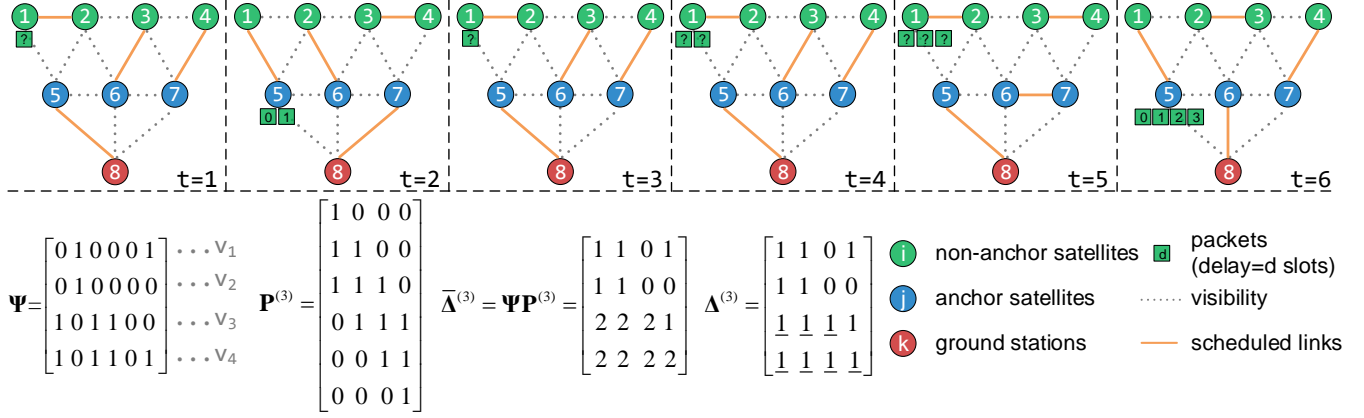 1 2 3 4
?
5 6 7
8
t=1
1 2 3 4
5 6 7
0 1
8
t=2
1 2 3 4
?
5 6 7
8
t=3
1 2 3 4
? ?
5 6 7
8
t=4
1 2 3 4
? ? ?
5 6 7
8
t=5
1 2 3 4
5 6 7
0 1 2 3
8
t=6
Ψ=
0 1 0 0 0 1 ... v₁
0 1 0 0 0 0 ... v₂
1 0 1 1 0 0 ... v₃
1 0 1 1 0 1 ... v₄
P⁽³⁾ =
1 0 0 0
1 1 0 0
1 1 1 0
0 1 1 1
0 0 1 1
0 0 0 1
Δ̄⁽³⁾ = ΨP⁽³⁾ =
1 1 0 1
1 1 0 0
2 2 2 1
2 2 2 2
Δ⁽³⁾ =
1 1 0 1
1 1 0 0
1 1 1 1
1 1 1 1
i non-anchor satellites
j anchor satellites
k ground stations
d packets
(delay=d slots)
visibility
scheduled links